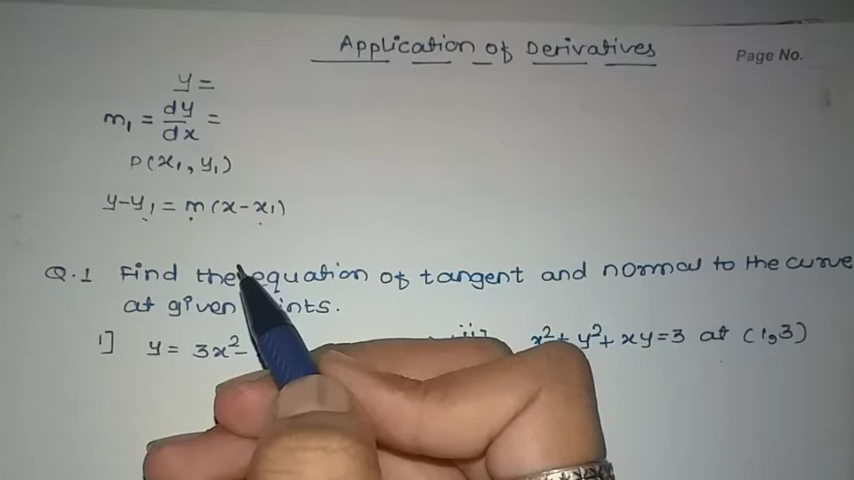 Application of Derivatives
Page No.
y =
m₁ = dy/dx =
P(x₁, y₁)
y-y₁ = m(x-x₁)
Q.1 Find the equation of tangent and normal to the curve
at given
1] y = 3x²- ii] x²+y²+xy=3 at (1,3)